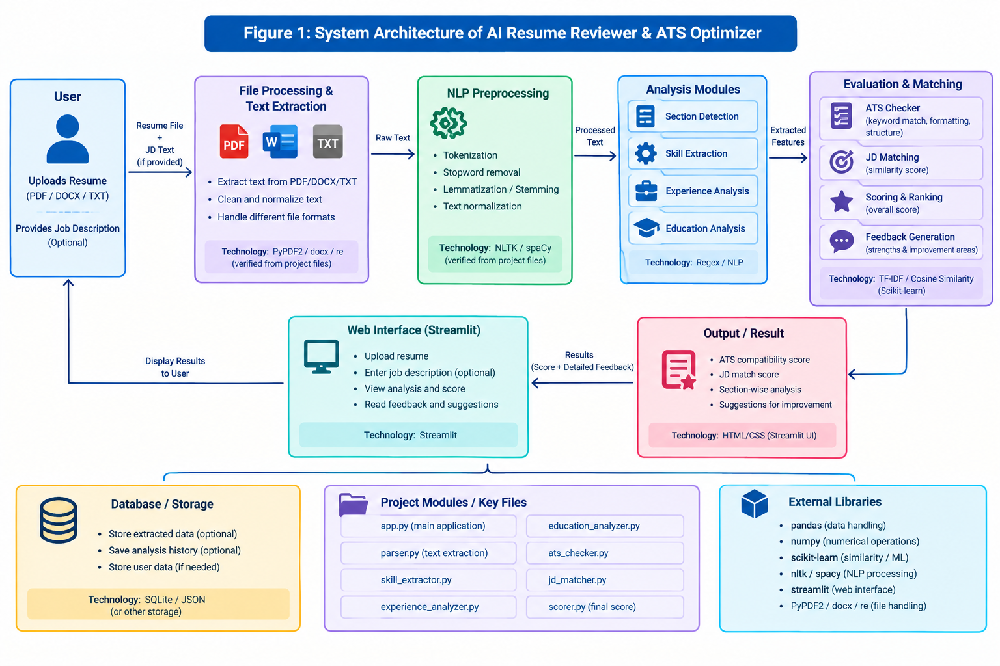 Figure 1: System Architecture of AI Resume Reviewer & ATS Optimizer
User
Uploads Resume
(PDF / DOCX / TXT)
Provides Job Description
(Optional)
Resume File
+
JD Text
(if provided)
File Processing &
Text Extraction
PDF
W
TXT
• Extract text from PDF/DOCX/TXT
• Clean and normalize text
• Handle different file formats
Technology: PyPDF2 / docx / re
(verified from project files)
Raw Text
NLP Preprocessing
• Tokenization
• Stopword removal
• Lemmatization / Stemming
• Text normalization
Technology: NLTK / spaCy
(verified from project files)
Processed
Text
Analysis Modules
Section Detection
Skill Extraction
Experience Analysis
Education Analysis
Technology: Regex / NLP
Extracted
Features
Evaluation & Matching
ATS Checker
(keyword match, formatting,
structure)
JD Matching
(similarity score)
Scoring & Ranking
(overall score)
Feedback Generation
(strengths & improvement areas)
Technology: TF-IDF / Cosine Similarity
(Scikit-learn)
Display Results
to User
Web Interface (Streamlit)
• Upload resume
• Enter job description (optional)
• View analysis and score
• Read feedback and suggestions
Technology: Streamlit
Results
(Score + Detailed Feedback)
Output / Result
• ATS compatibility score
• JD match score
• Section-wise analysis
• Suggestions for improvement
Technology: HTML/CSS (Streamlit UI)
Database / Storage
• Store extracted data (optional)
• Save analysis history (optional)
• Store user data (if needed)
Technology: SQLite / JSON
(or other storage)
Project Modules / Key Files
app.py (main application)
education_analyzer.py
parser.py (text extraction)
ats_checker.py
skill_extractor.py
jd_matcher.py
experience_analyzer.py
scorer.py (final score)
External Libraries
• pandas (data handling)
• numpy (numerical operations)
• scikit-learn (similarity / ML)
• nltk / spacy (NLP processing)
• streamlit (web interface)
• PyPDF2 / docx / re (file handling)